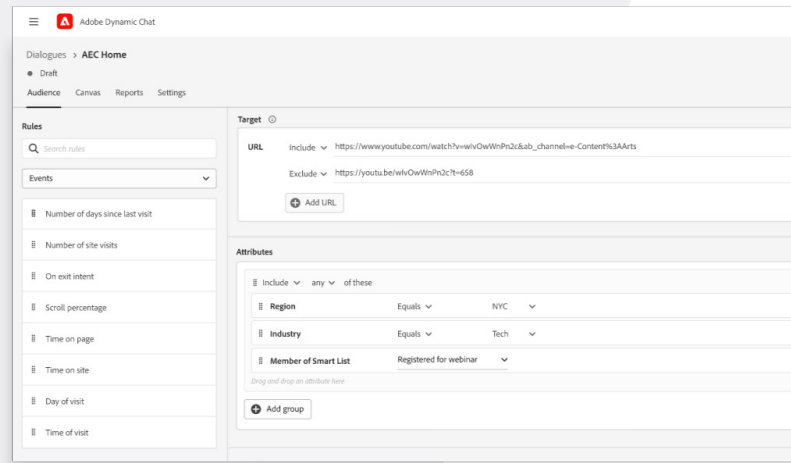 Adobe Dynamic Chat
Dialogues > AEC Home
Draft
Audience Canvas Reports Settings
Rules
Search rules
Events
Number of days since last visit
Number of site visits
On exit intent
Scroll percentage
Time on page
Time on site
Day of visit
Time of visit
Target
URL Include https://www.youtube.com/watch?v=wIvOwWnPn2c&ab_channel=e-Content%3AArts
Exclude https://youtu.be/wIvOwWnPn2c?t=658
Add URL
Attributes
Include any of these
Region Equals NYC
Industry Equals Tech
Member of Smart List Registered for webinar
Drag and drop an attribute here
Add group